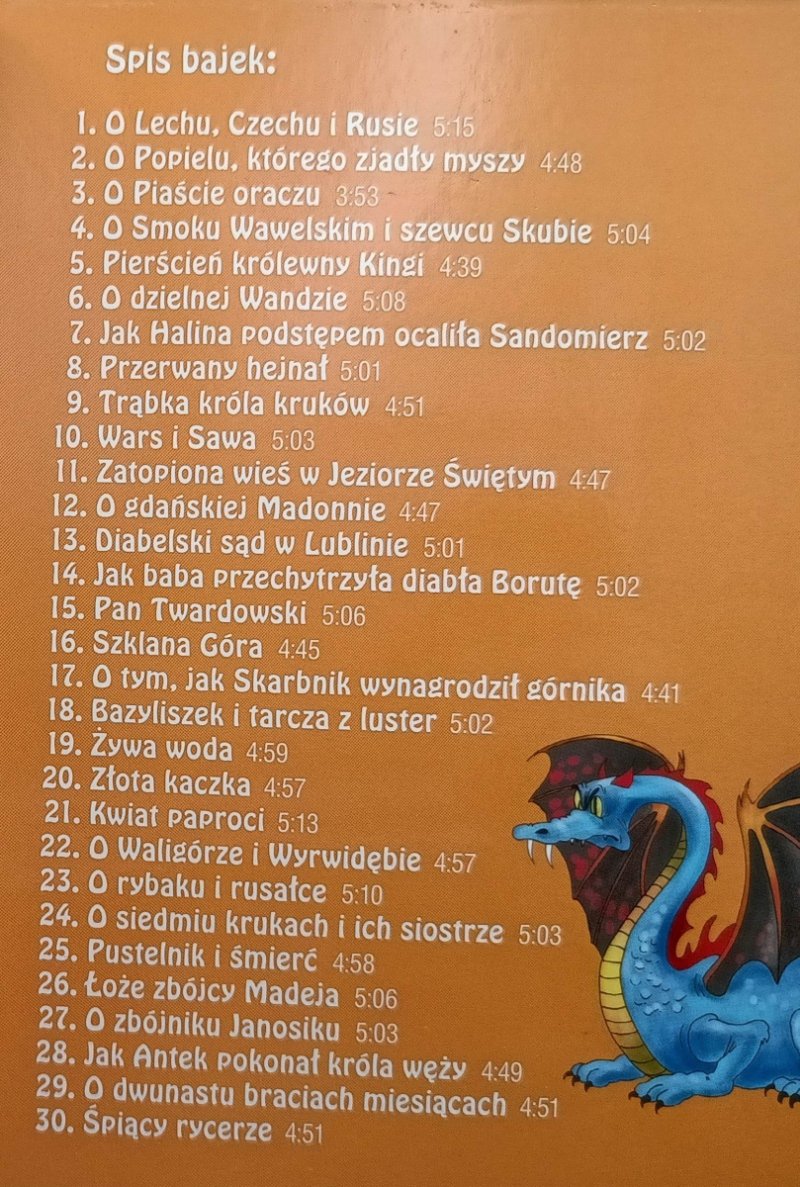 Spis bajek:
1. O Lechu, Czechu i Rusie 5:15
2. O Popielu, którego zjadły myszy 4:48
3. O Piaście oraczu 3:53
4. O Smoku Wawelskim i szewcu Skubie 5:04
5. Pierścień królewny Kingi 4:39
6. O dzielnej Wandzie 5:08
7. Jak Halina podstępem ocaliła Sandomierz 5:02
8. Przerwany hejnał 5:01
9. Trąbka króla kruków 4:51
10. Wars i Sawa 5:03
11. Zatopiona wieś w Jeziorze Świętym 4:47
12. O gdańskiej Madonnie 4:47
13. Diabelski sąd w Lublinie 5:01
14. Jak baba przechytrzyła diabła Borutę 5:02
15. Pan Twardowski 5:06
16. Szklana Góra 4:45
17. O tym, jak Skarbnik wynagrodził górnika 4:41
18. Bazyliszek i tarcza z luster 5:02
19. Żywa woda 4:59
20. Złota kaczka 4:57
21. Kwiat paproci 5:13
22. O Waligórze i Wyrwidębie 4:57
23. O rybaku i rusałce 5:10
24. O siedmiu krukach i ich siostrze 5:03
25. Pustelnik i śmierć 4:58
26. Łoże zbójcy Madeja 5:06
27. O zbójniku Janosiku 5:03
28. Jak Antek pokonał króla węży 4:49
29. O dwunastu braciach miesiącach 4:51
30. Śpiący rycerze 4:51